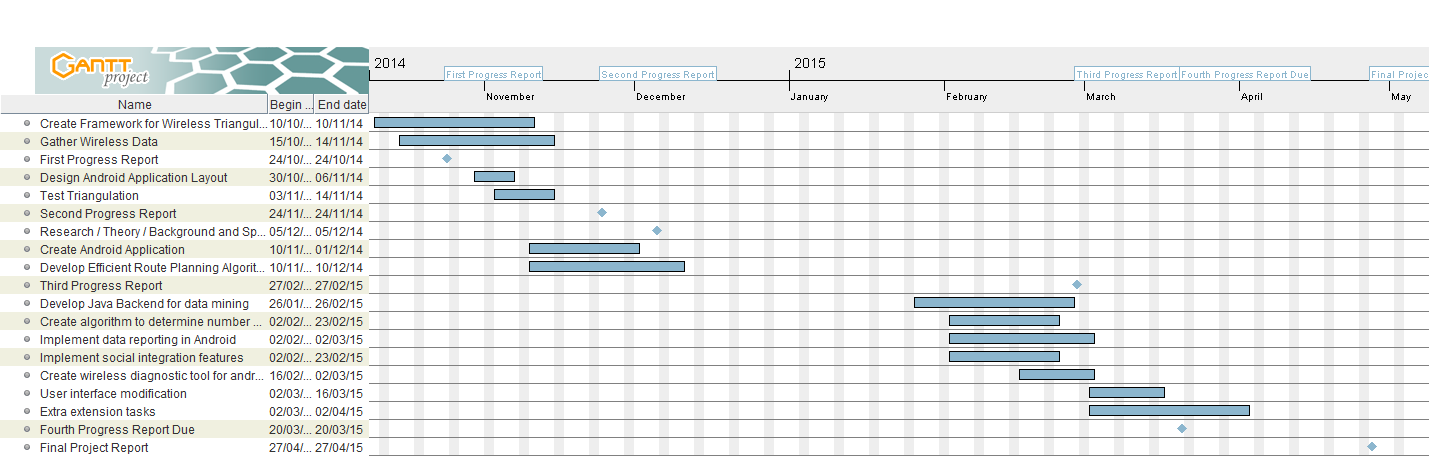 GANTT
project
2014
2015
First Progress Report
Second Progress Report
Third Progress Report
Fourth Progress Report Due
Final Projec
November
December
January
February
March
April
May
Name
Begin ...
End date
Create Framework for Wireless Triangul... 10/10/... 10/11/14
Gather Wireless Data 15/10/... 14/11/14
First Progress Report 24/10/... 24/10/14
Design Android Application Layout 30/10/... 06/11/14
Test Triangulation 03/11/... 14/11/14
Second Progress Report 24/11/... 24/11/14
Research / Theory / Background and Sp... 05/12/... 05/12/14
Create Android Application 10/11/... 01/12/14
Develop Efficient Route Planning Algorit... 10/11/... 10/12/14
Third Progress Report 27/02/... 27/02/15
Develop Java Backend for data mining 26/01/... 26/02/15
Create algorithm to determine number ... 02/02/... 23/02/15
Implement data reporting in Android 02/02/... 02/03/15
Implement social integration features 02/02/... 23/02/15
Create wireless diagnostic tool for andr... 16/02/... 02/03/15
User interface modification 02/03/... 16/03/15
Extra extension tasks 02/03/... 02/04/15
Fourth Progress Report Due 20/03/... 20/03/15
Final Project Report 27/04/... 27/04/15